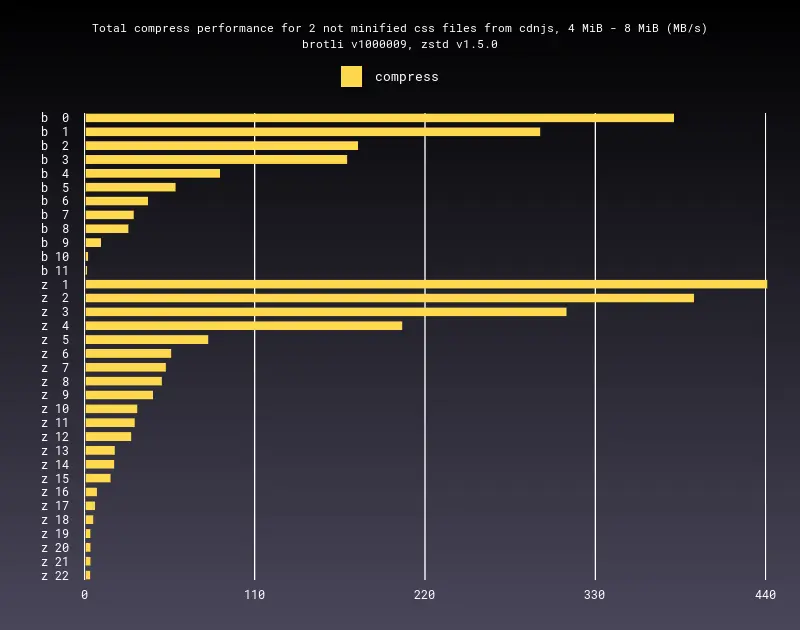 Total compress performance for 2 not minified css files from cdnjs, 4 MiB - 8 MiB (MB/s)
brotli v1000009, zstd v1.5.0
compress
b 0
b 1
b 2
b 3
b 4
b 5
b 6
b 7
b 8
b 9
b 10
b 11
z 1
z 2
z 3
z 4
z 5
z 6
z 7
z 8
z 9
z 10
z 11
z 12
z 13
z 14
z 15
z 16
z 17
z 18
z 19
z 20
z 21
z 22
0 110 220 330 440